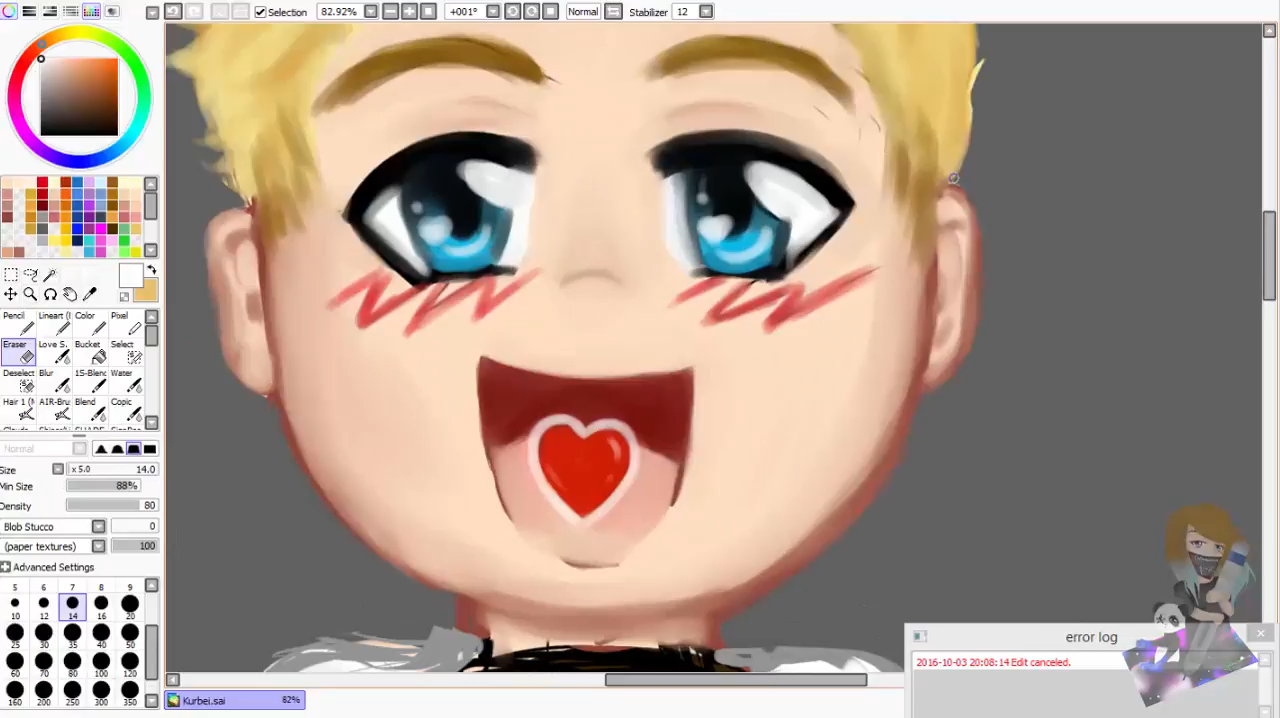 Selection 82.92% +001° Normal Stabilizer 12
Pencil Color Pixel
Eraser Love S. Bucket Select
Deselect Blur 15-Blend Water
Hair 1 AIR-Bru Blend Copic
Normal
Size x 5.0 14.0
Min Size 88%
Density 80
Blob Stucco 0
(paper textures) 100
Advanced Settings
5 6 7 8 9
10 12 14 16 20
25 30 35 40 50
60 70 80 100 120
160 200 250 300 350
error log
2016-10-03 20:08:14 Edit canceled.
Kurbei.sai 82%